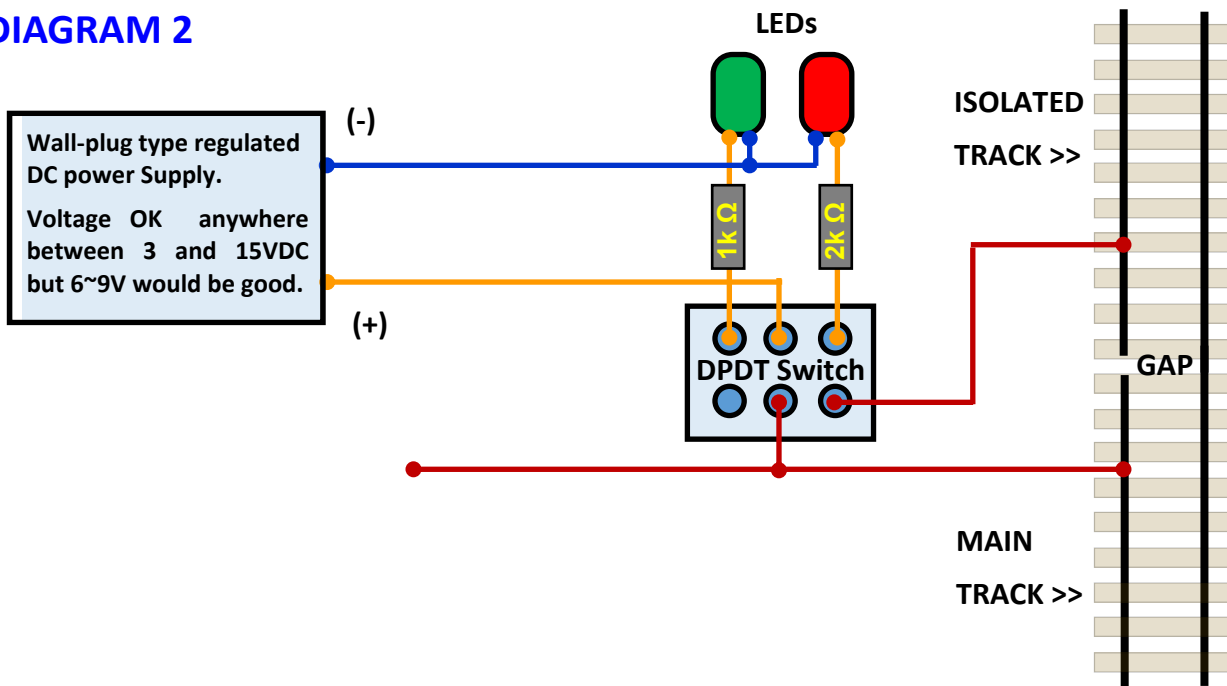 DIAGRAM 2
LEDs
(-)
Wall-plug type regulated
DC power Supply.
Voltage OK anywhere
between 3 and 15VDC
but 6~9V would be good.
(+)
1k Ω
2k Ω
DPDT Switch
ISOLATED
TRACK >>
GAP
MAIN
TRACK >>